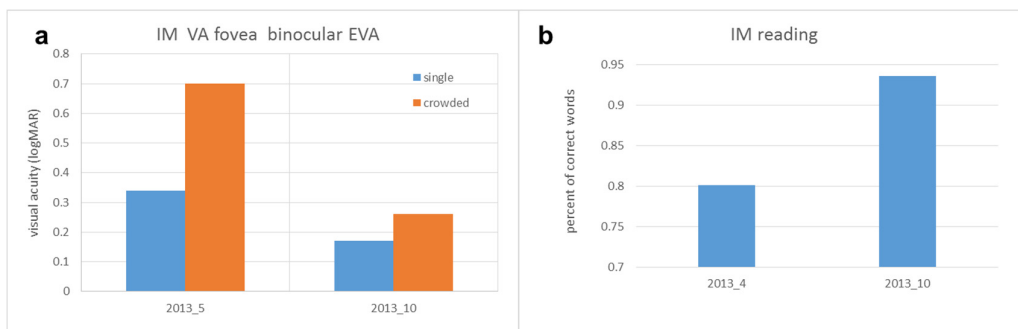 a
IM VA fovea binocular EVA
visual acuity (logMAR)
0.8
0.7
0.6
0.5
0.4
0.3
0.2
0.1
0
single
crowded
2013_5
2013_10
b
IM reading
percent of correct words
0.95
0.9
0.85
0.8
0.75
0.7
2013_4
2013_10